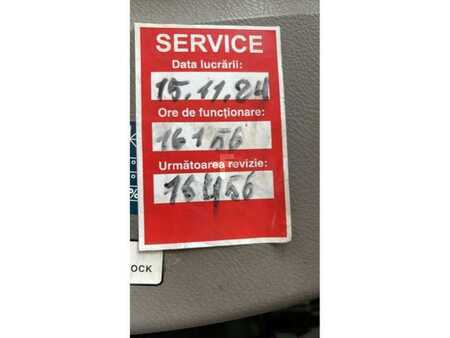 SERVICE
Data lucrării:
15.11.24
Ore de funcționare:
16156
Următoarea revizie:
16456
OCK